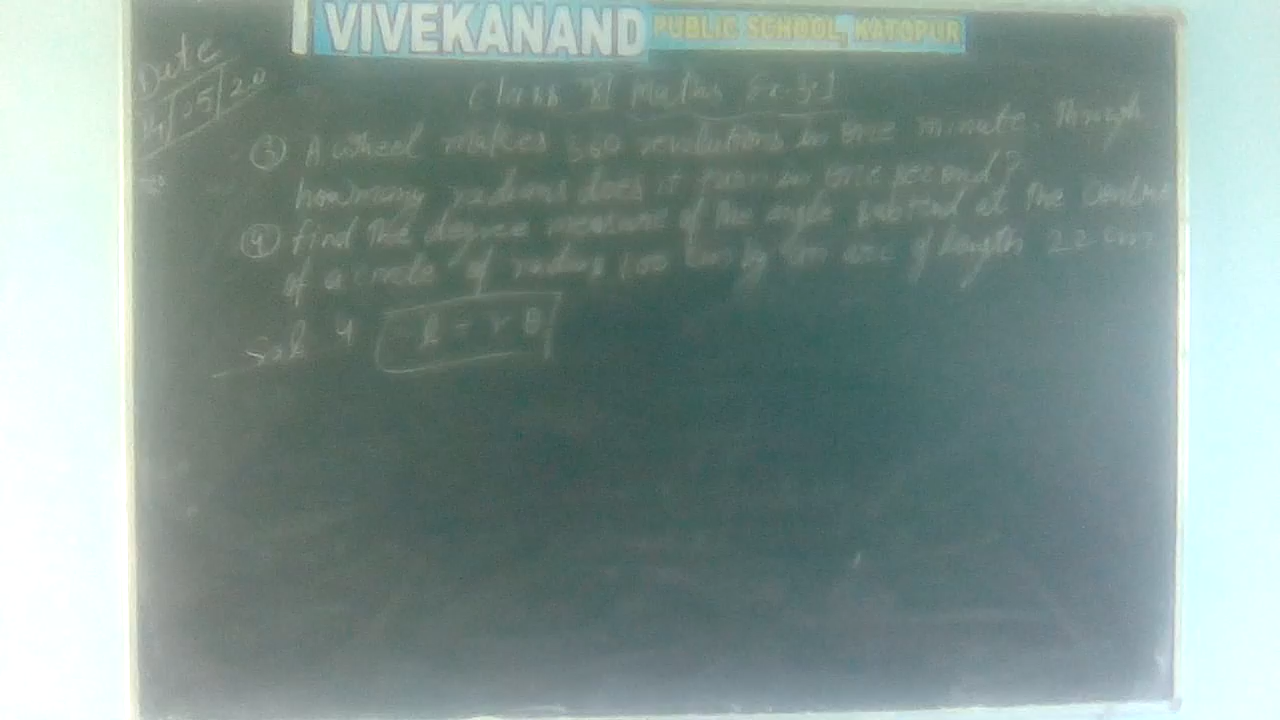 VIVEKANAND PUBLIC SCHOOL, KATOPUR
Date
/5/20
Class XI Maths Ex-3.1
③ A wheel makes 360 revolutions in one minute. Through
how many radians does it turn in one second?
④ find the degree measure of the angle subtend at the
of a circle of radius 100 cm by an arc of length 22 cm
Sol 4 l = r θ